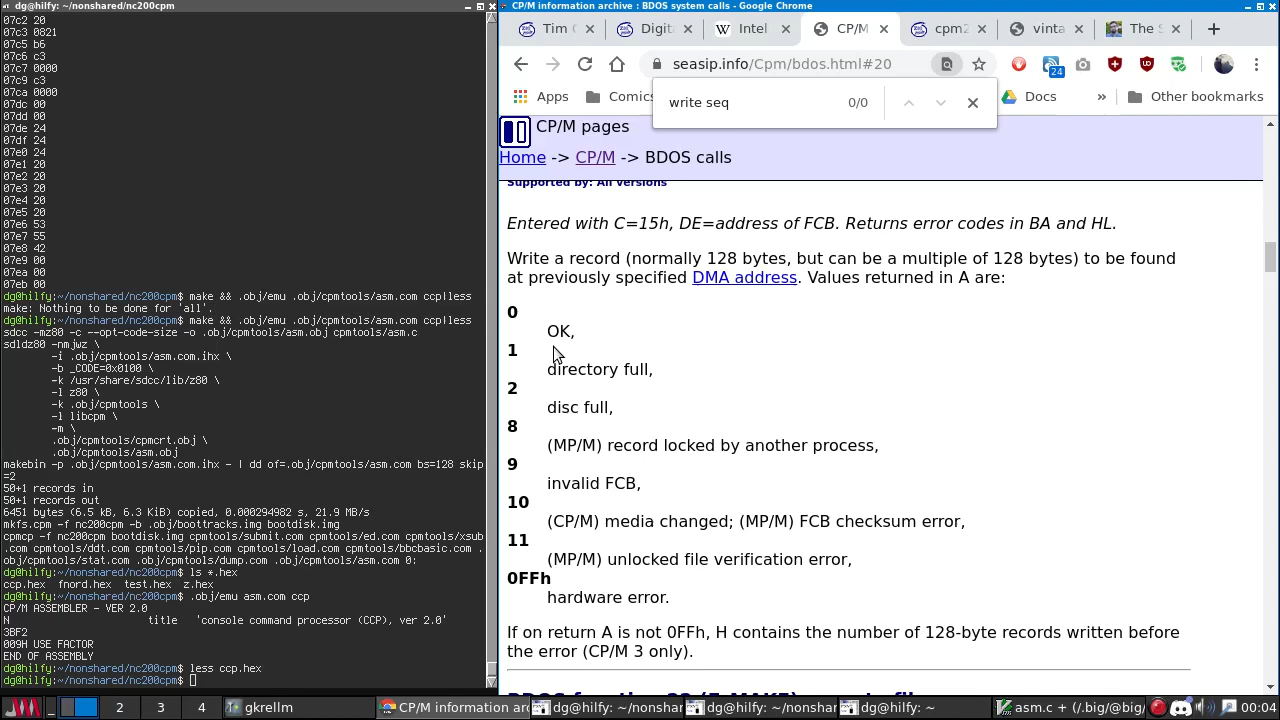 dg@hilfy: ~/nonshared/nc200cpm
07c2 20
07c3 0821
07c5 b6
07c6 c3
07c7 0000
07c9 c3
07ca 0000
07dc 00
07dd 00
07de 24
07df 24
07e0 24
07e1 20
07e2 20
07e3 20
07e4 20
07e5 20
07e6 53
07e7 55
07e8 42
07e9 00
07ea 00
07eb 00
dg@hilfy:~/nonshared/nc200cpm$ make && .obj/emu .obj/cpmtools/asm.com ccp|less
make: Nothing to be done for 'all'.
dg@hilfy:~/nonshared/nc200cpm$ make && .obj/emu .obj/cpmtools/asm.com ccp|less
sdcc -mz80 -c --opt-code-size -o .obj/cpmtools/asm.obj cpmtools/asm.c
sdldz80 -nmjwz \
-i .obj/cpmtools/asm.com.ihx \
-b _CODE=0x0100 \
-k /usr/share/sdcc/lib/z80 \
-l z80 \
-k .obj/cpmtools \
-l libcpm \
-m \
.obj/cpmtools/cpmcrt.obj \
.obj/cpmtools/asm.obj
makebin -p .obj/cpmtools/asm.com.ihx - | dd of=.obj/cpmtools/asm.com bs=128 skip
=2
50+1 records in
50+1 records out
6451 bytes (6.5 kB, 6.3 KiB) copied, 0.000294982 s, 21.9 MB/s
mkfs.cpm -f nc200cpm -b .obj/boottracks.img bootdisk.img
cpmcp -f nc200cpm bootdisk.img cpmtools/submit.com cpmtools/ed.com cpmtools/xsub
.com cpmtools/ddt.com cpmtools/pip.com cpmtools/load.com cpmtools/bbcbasic.com .
obj/cpmtools/stat.com .obj/cpmtools/dump.com .obj/cpmtools/asm.com 0:
dg@hilfy:~/nonshared/nc200cpm$ ls *.hex
ccp.hex fnord.hex test.hex z.hex
dg@hilfy:~/nonshared/nc200cpm$ .obj/emu asm.com ccp
CP/M ASSEMBLER - VER 2.0
N title 'console command processor (CCP), ver 2.0'
3BF2
009H USE FACTOR
END OF ASSEMBLY
dg@hilfy:~/nonshared/nc200cpm$ less ccp.hex
dg@hilfy:~/nonshared/nc200cpm$
CP/M information archive : BDOS system calls - Google Chrome
Tim C
Digit
W Intel
CP/M
cpm2
vinta
The S
seasip.info/Cpm/bdos.html#20
24
write seq 0/0
Apps
Comics
Docs
»
Other bookmarks
CP/M pages
Home -> CP/M -> BDOS calls
Supported by: All versions
Entered with C=15h, DE=address of FCB. Returns error codes in BA and HL.
Write a record (normally 128 bytes, but can be a multiple of 128 bytes) to be found
at previously specified DMA address. Values returned in A are:
0
OK,
1
directory full,
2
disc full,
8
(MP/M) record locked by another process,
9
invalid FCB,
10
(CP/M) media changed; (MP/M) FCB checksum error,
11
(MP/M) unlocked file verification error,
0FFh
hardware error.
If on return A is not 0FFh, H contains the number of 128-byte records written before
the error (CP/M 3 only).
2 3 4
gkrellm
CP/M information arc
dg@hilfy: ~/nonshar
dg@hilfy: ~/nonshar
dg@hilfy: ~
asm.c + (/.big/@big/
00:04